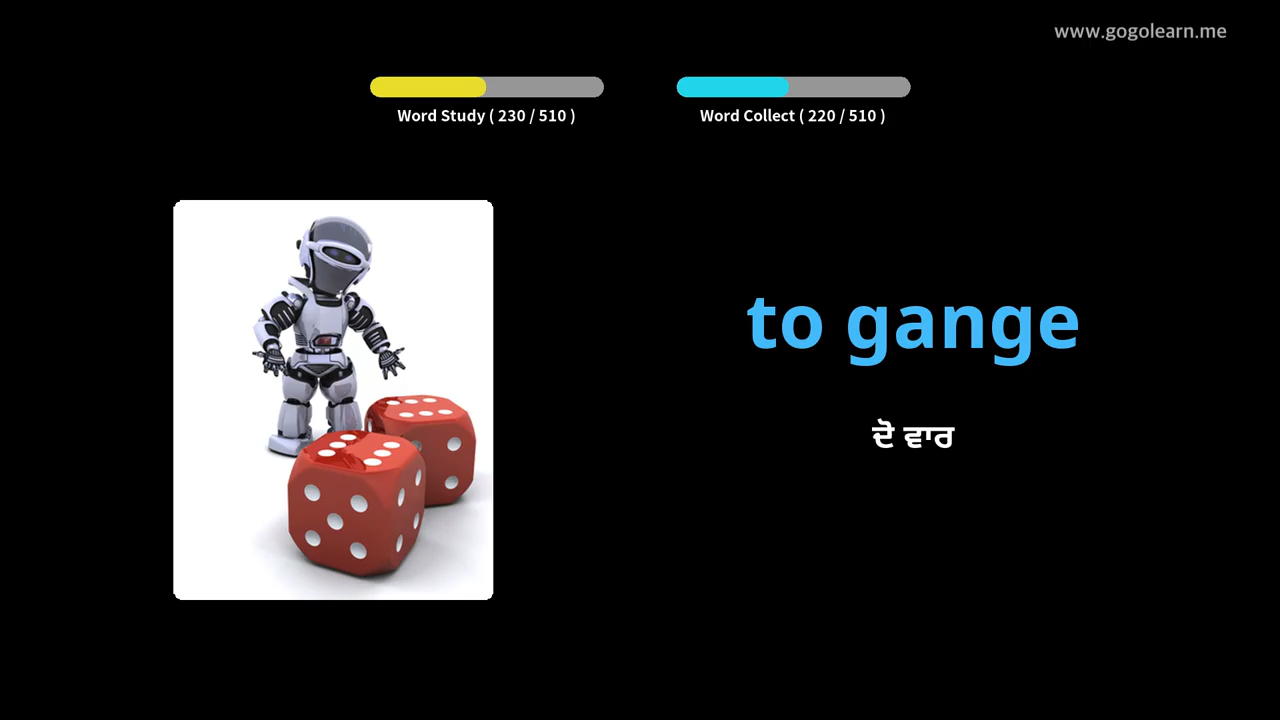 www.gogolearn.me
Word Study ( 230 / 510 )
Word Collect ( 220 / 510 )
to gange
ਦੋ ਵਾਰ